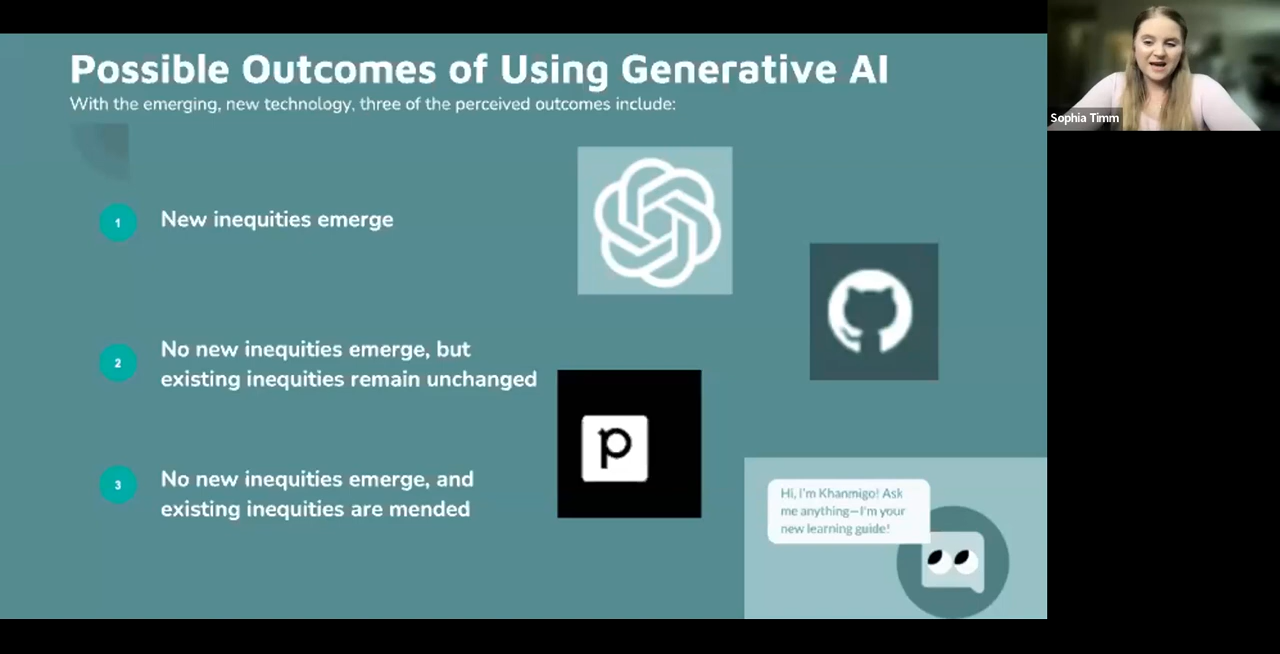 Possible Outcomes of Using Generative AI
With the emerging, new technology, three of the perceived outcomes include:
1
New inequities emerge
2
No new inequities emerge, but
existing inequities remain unchanged
3
No new inequities emerge, and
existing inequities are mended
p
Hi, I'm Khanmigo! Ask
me anything—I'm your
new learning guide!
Sophia Timm